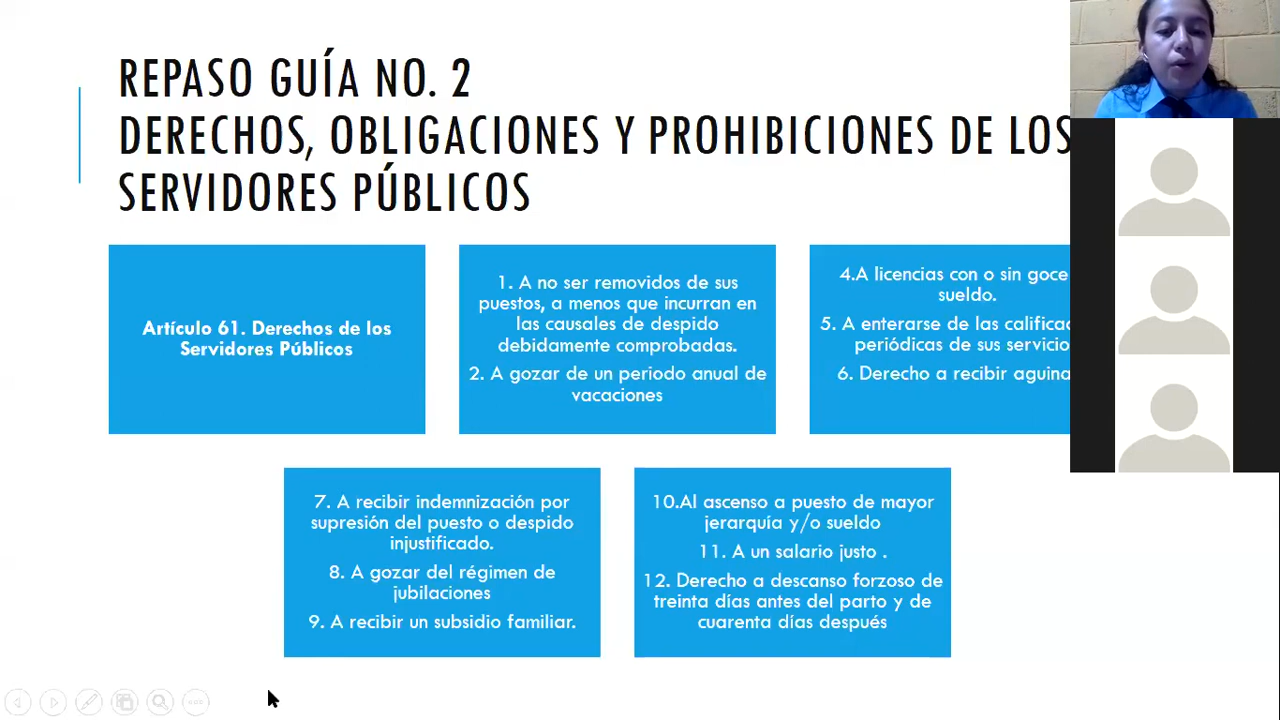 REPASO GUÍA NO. 2
DERECHOS, OBLIGACIONES Y PROHIBICIONES DE LOS
SERVIDORES PÚBLICOS
Artículo 61. Derechos de los
Servidores Públicos
1. A no ser removidos de sus
puestos, a menos que incurran en
las causales de despido
debidamente comprobadas.
2. A gozar de un periodo anual de
vacaciones
4.A licencias con o sin goce
sueldo.
5. A enterarse de las
periódicas de sus servicio
6. Derecho a recibir
7. A recibir indemnización por
supresión del puesto o despido
injustificado.
8. A gozar del régimen de
jubilaciones
9. A recibir un subsidio familiar.
10.Al ascenso a puesto de mayor
jerarquía y/o sueldo
11. A un salario justo .
12. Derecho a descanso forzoso de
treinta días antes del parto y de
cuarenta días después